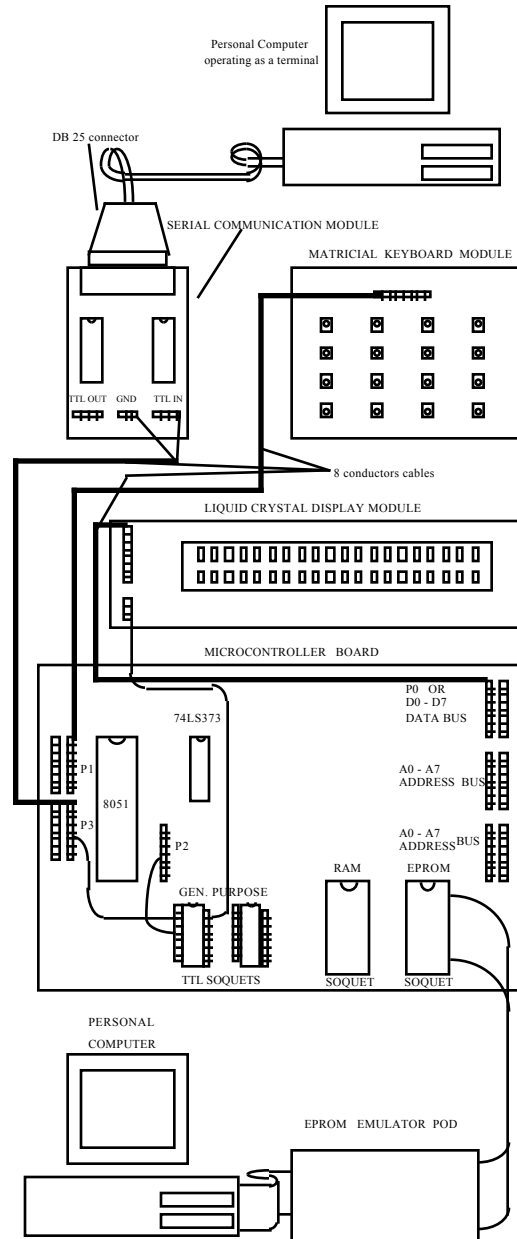 Personal Computer
operating as a terminal
DB 25 connector
SERIAL COMMUNICATION MODULE
MATRICIAL KEYBOARD MODULE
TTL OUT GND TTL IN
8 conductors cables
LIQUID CRYSTAL DISPLAY MODULE
MICROCONTROLLER BOARD
P0 OR
D0 - D7
DATA BUS
74LS373
P1
A0 - A7
ADDRESS BUS
8051
P3
P2
A0 - A7
ADDRESS BUS
RAM
EPROM
GEN. PURPOSE
TTL SOQUETS
SOQUET
SOQUET
PERSONAL
COMPUTER
EPROM EMULATOR POD